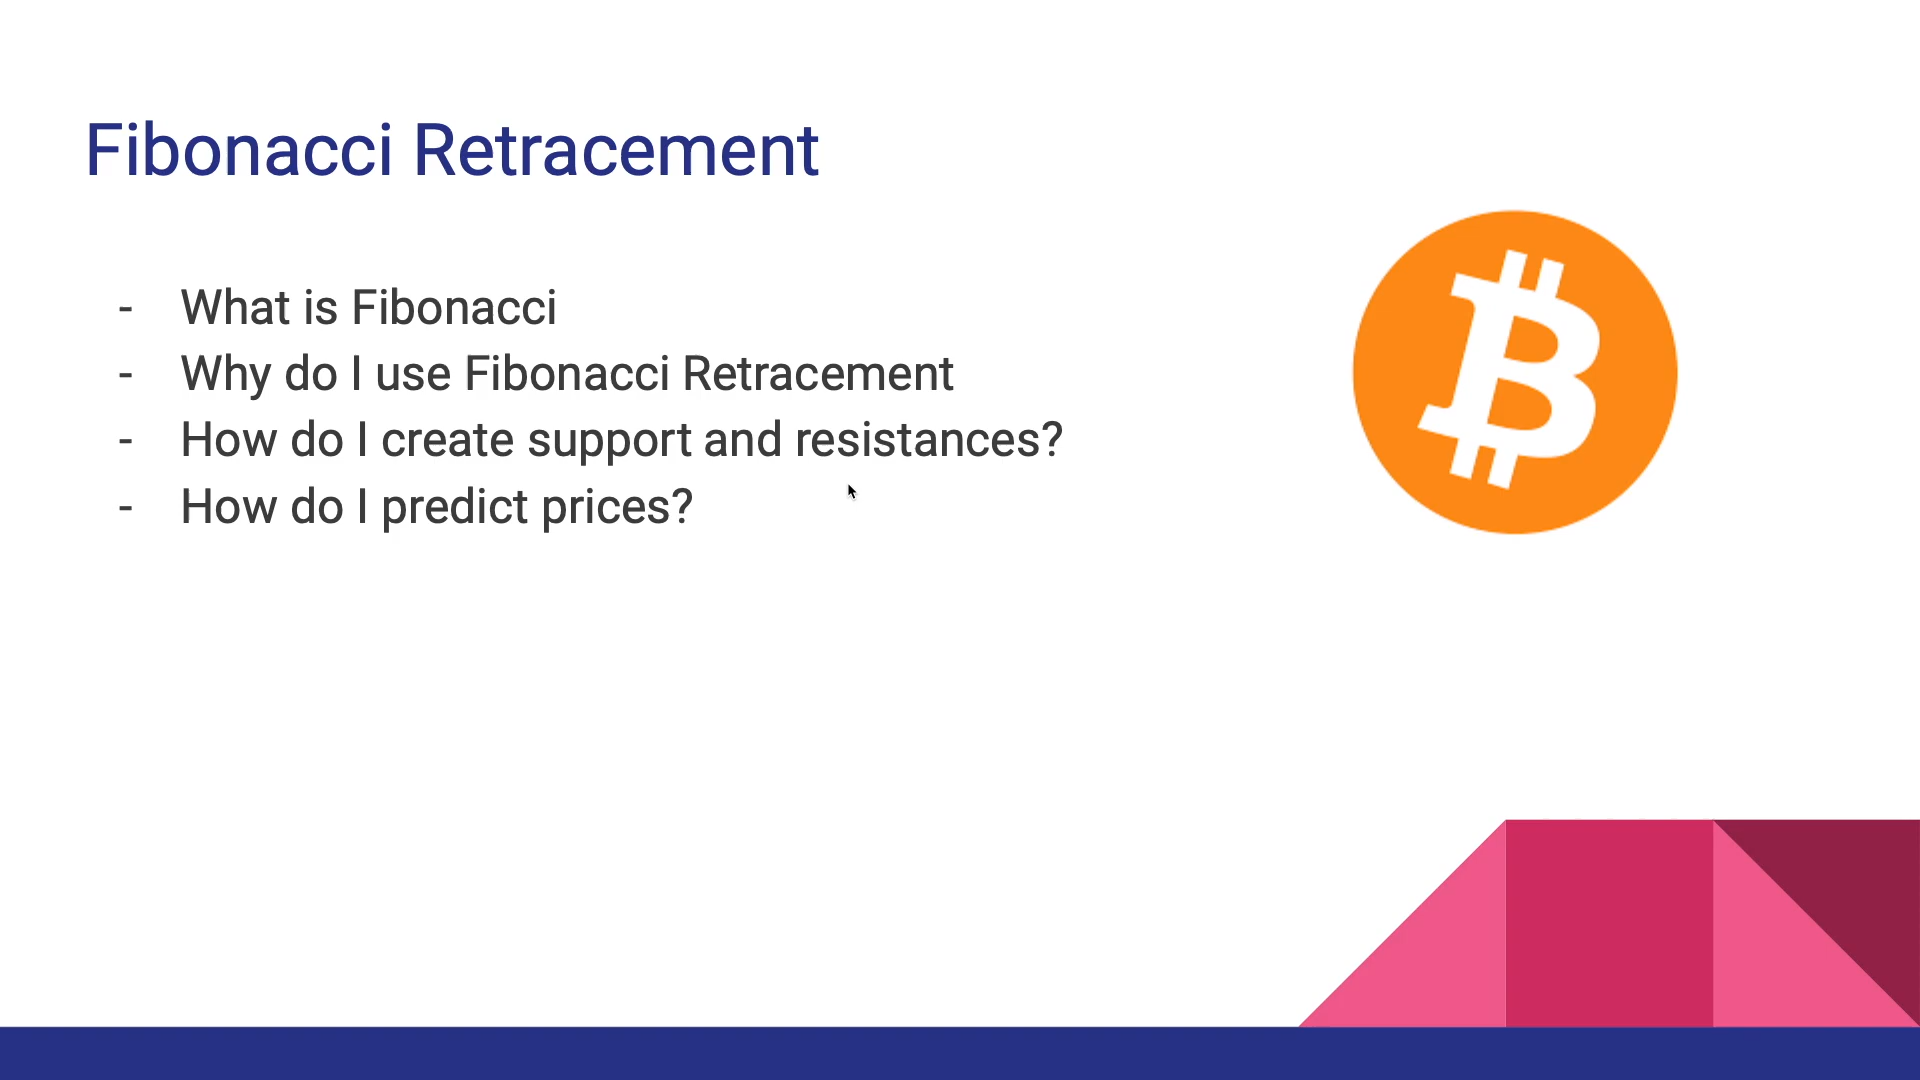 Fibonacci Retracement
- What is Fibonacci
- Why do I use Fibonacci Retracement
- How do I create support and resistances?
- How do I predict prices?